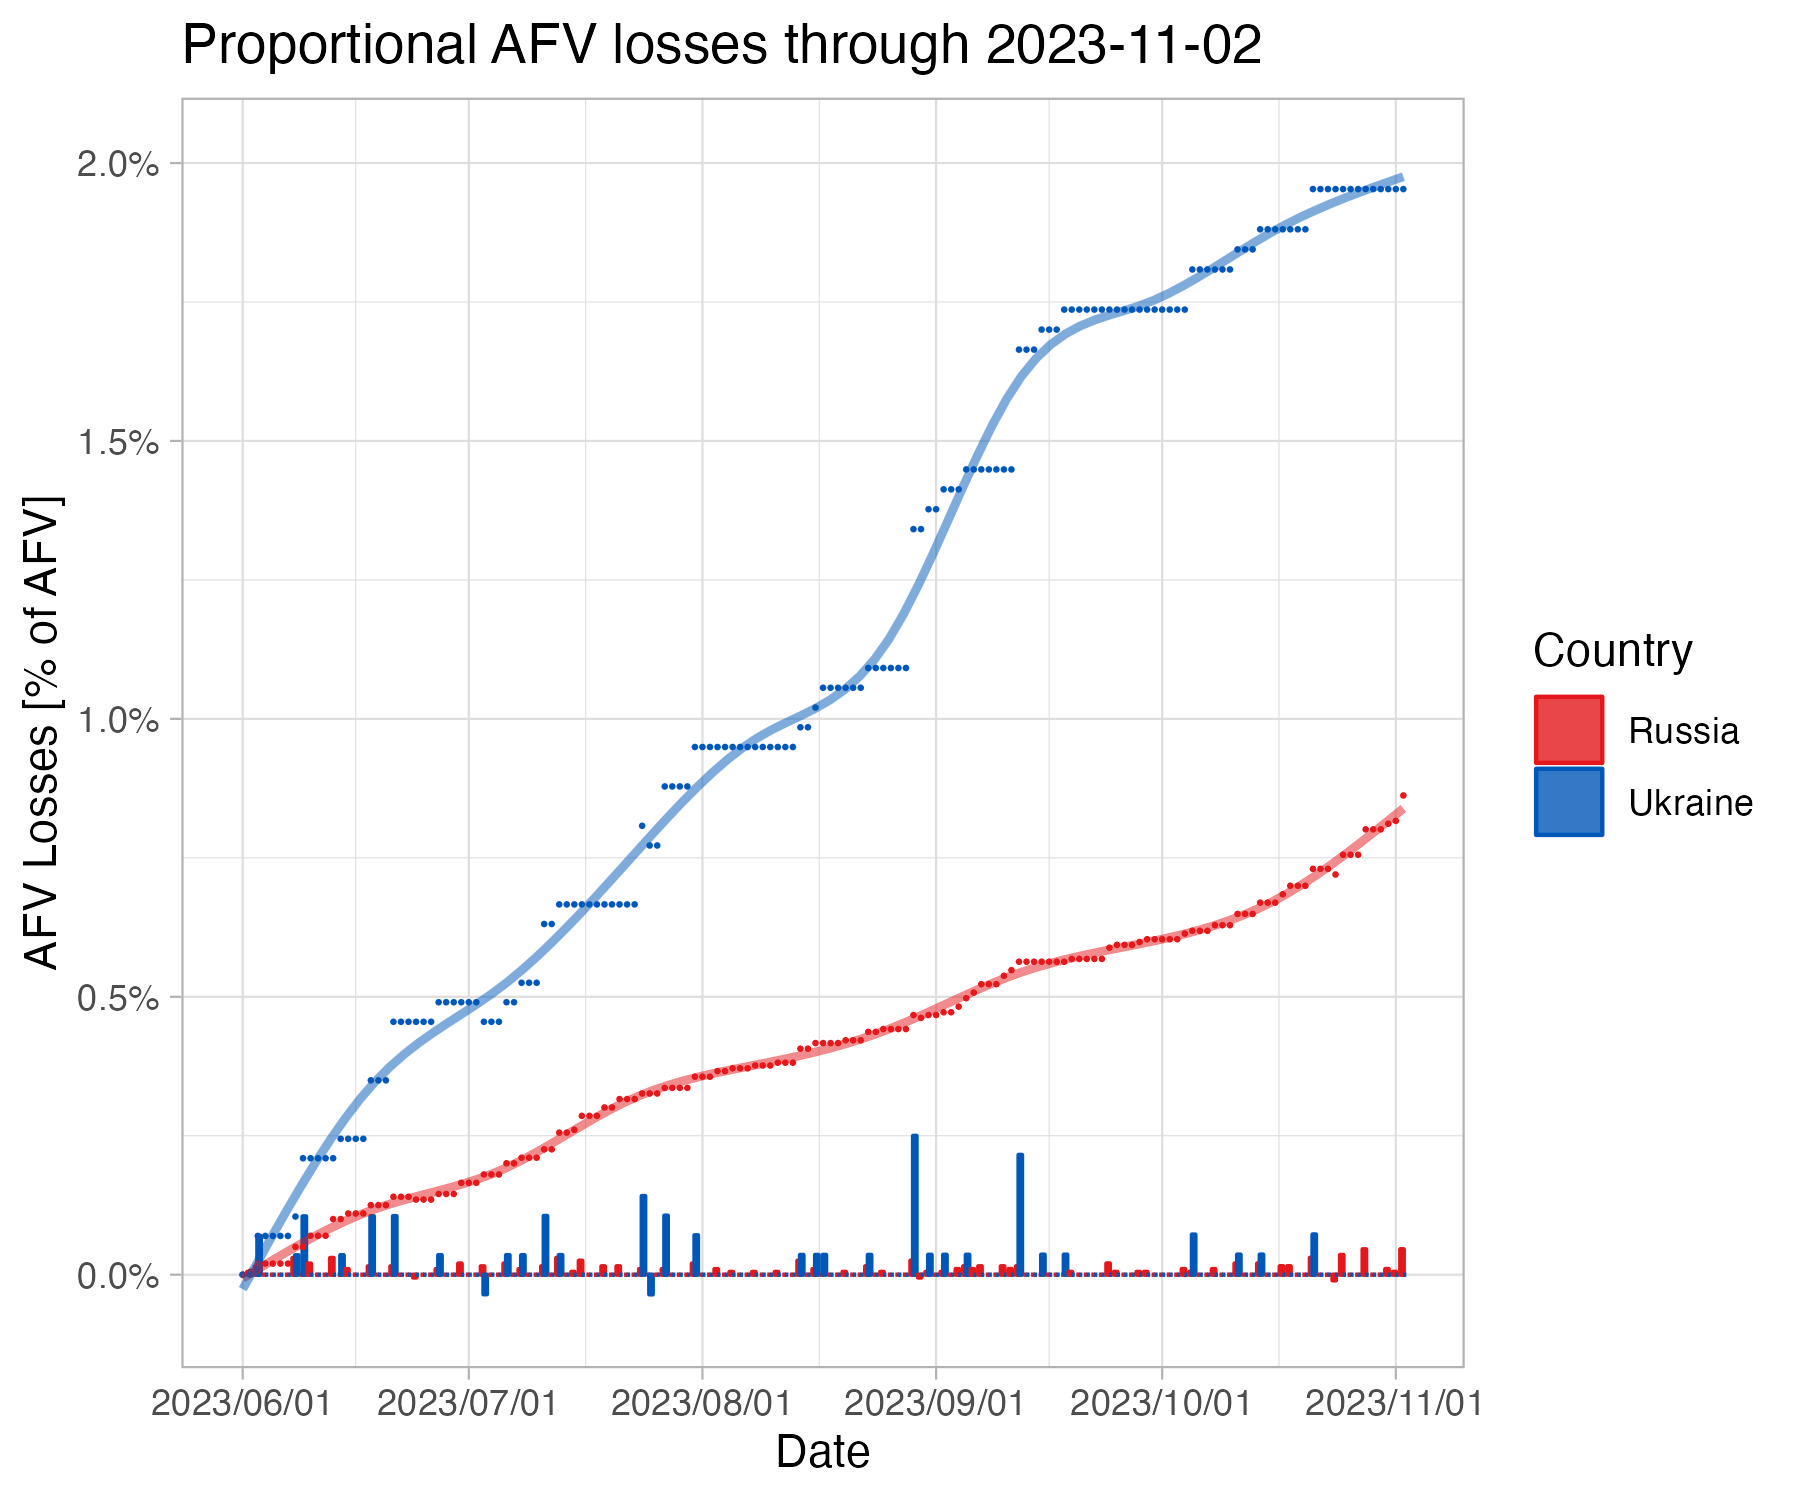 Proportional AFV losses through 2023-11-02
AFV Losses [% of AFV]
2.0%
1.5%
1.0%
0.5%
0.0%
2023/06/01 2023/07/01 2023/08/01 2023/09/01 2023/10/01 2023/11/01
Date
Country
Russia
Ukraine